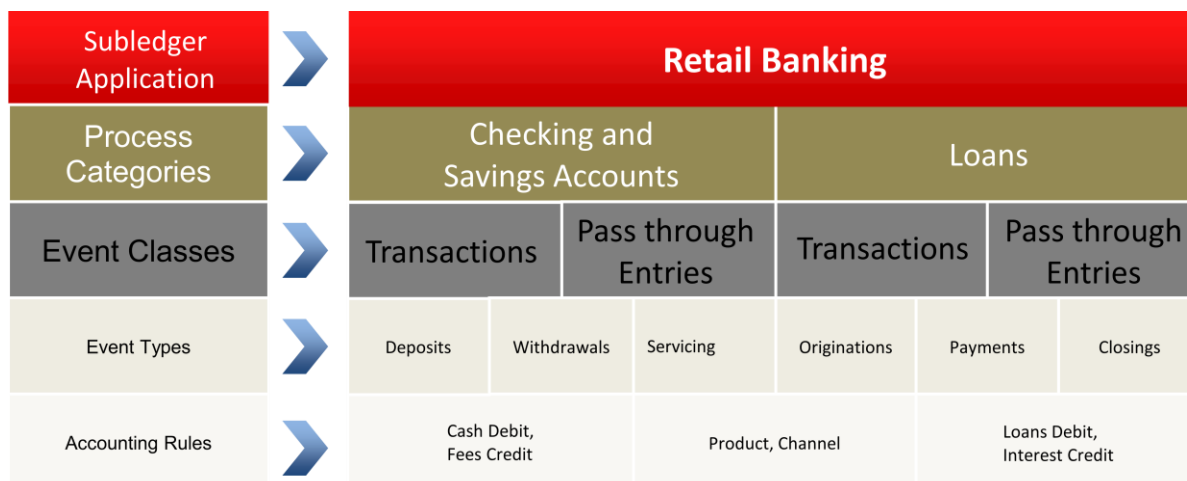 Subledger
Application
Retail Banking
Process
Categories
Checking and
Savings Accounts
Loans
Event Classes
Transactions
Pass through
Entries
Transactions
Pass through
Entries
Event Types
Deposits
Withdrawals
Servicing
Originations
Payments
Closings
Accounting Rules
Cash Debit,
Fees Credit
Product, Channel
Loans Debit,
Interest Credit